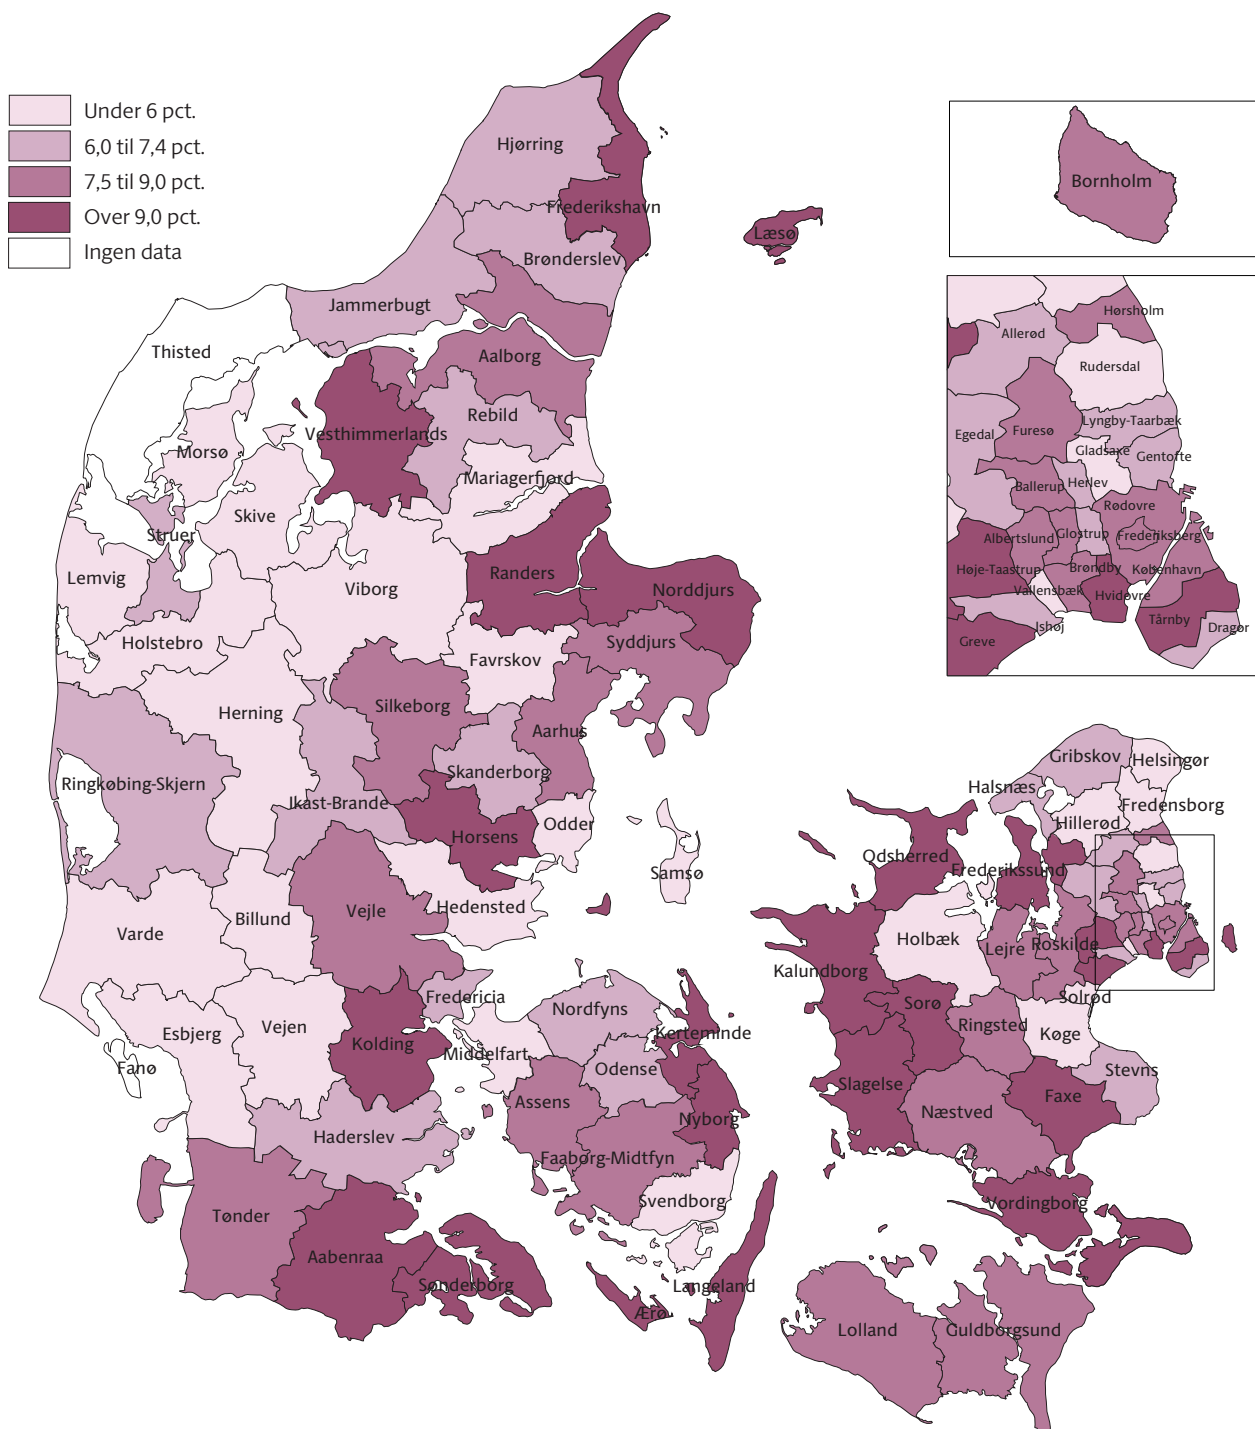 Under 6 pct.
6,0 til 7,4 pct.
7,5 til 9,0 pct.
Over 9,0 pct.
Ingen data
Hjørring
Frederikshavn
Læsø
Brønderslev
Jammerbugt
Thisted
Aalborg
Rebild
Vesthimmerlands
Morsø
Mariagerfjord
Skive
Struer
Lemvig
Viborg
Randers
Norddjurs
Holstebro
Favrskov
Syddjurs
Herning
Silkeborg
Aarhus
Skanderborg
Ringkøbing-Skjern
Ikast-Brande
Horsens
Odder
Samsø
Hedensted
Vejle
Billund
Varde
Fredericia
Esbjerg
Vejen
Kolding
Fanø
Middelfart
Nordfyns
Kerteminde
Odense
Assens
Nyborg
Haderslev
Faaborg-Midtfyn
Svendborg
Tønder
Aabenraa
Sønderborg
Langeland
Ærø
Bornholm
Hørsholm
Allerød
Rudersdal
Lyngby-Taarbæk
Egedal
Furesø
Gladsaxe
Gentofte
Ballerup
Herlev
Rødovre
Albertslund
Glostrup
Frederiksberg
Høje-Taastrup
Brøndby
København
Vallensbæk
Hvidovre
Tårnby
Ishøj
Dragør
Greve
Gribskov
Helsingør
Halsnæs
Fredensborg
Hillerød
Odsherred
Frederikssund
Holbæk
Lejre
Roskilde
Kalundborg
Solrød
Sorø
Ringsted
Køge
Stevns
Slagelse
Næstved
Faxe
Vordingborg
Lolland
Guldborgsund